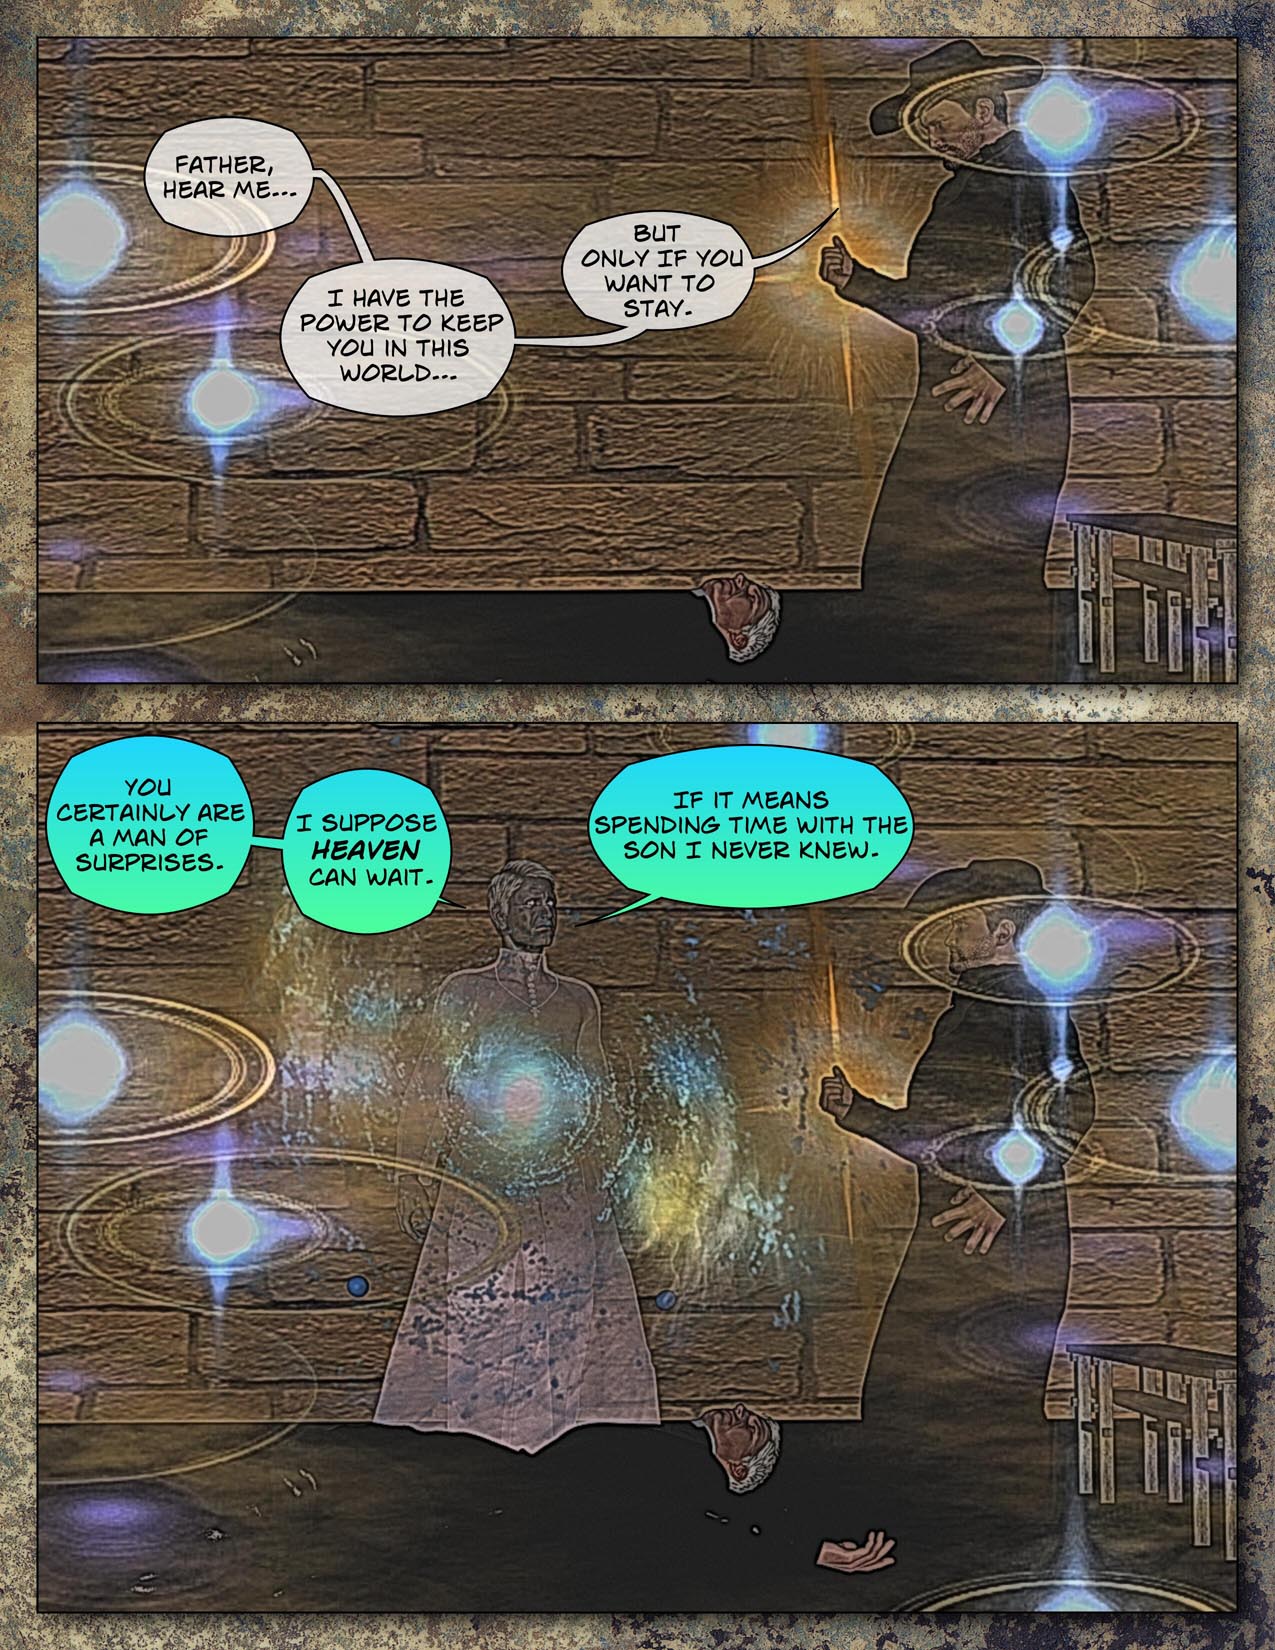 FATHER,
HEAR ME...
I HAVE THE
POWER TO KEEP
YOU IN THIS
WORLD...
BUT
ONLY IF YOU
WANT TO
STAY.
YOU
CERTAINLY ARE
A MAN OF
SURPRISES.
I SUPPOSE
HEAVEN
CAN WAIT.
IF IT MEANS
SPENDING TIME WITH THE
SON I NEVER KNEW.